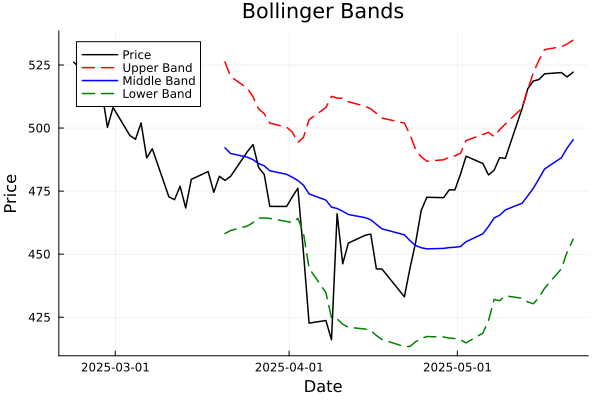 Bollinger Bands
Price
Upper Band
Middle Band
Lower Band
525
500
475
450
425
Price
2025-03-01
2025-04-01
2025-05-01
Date